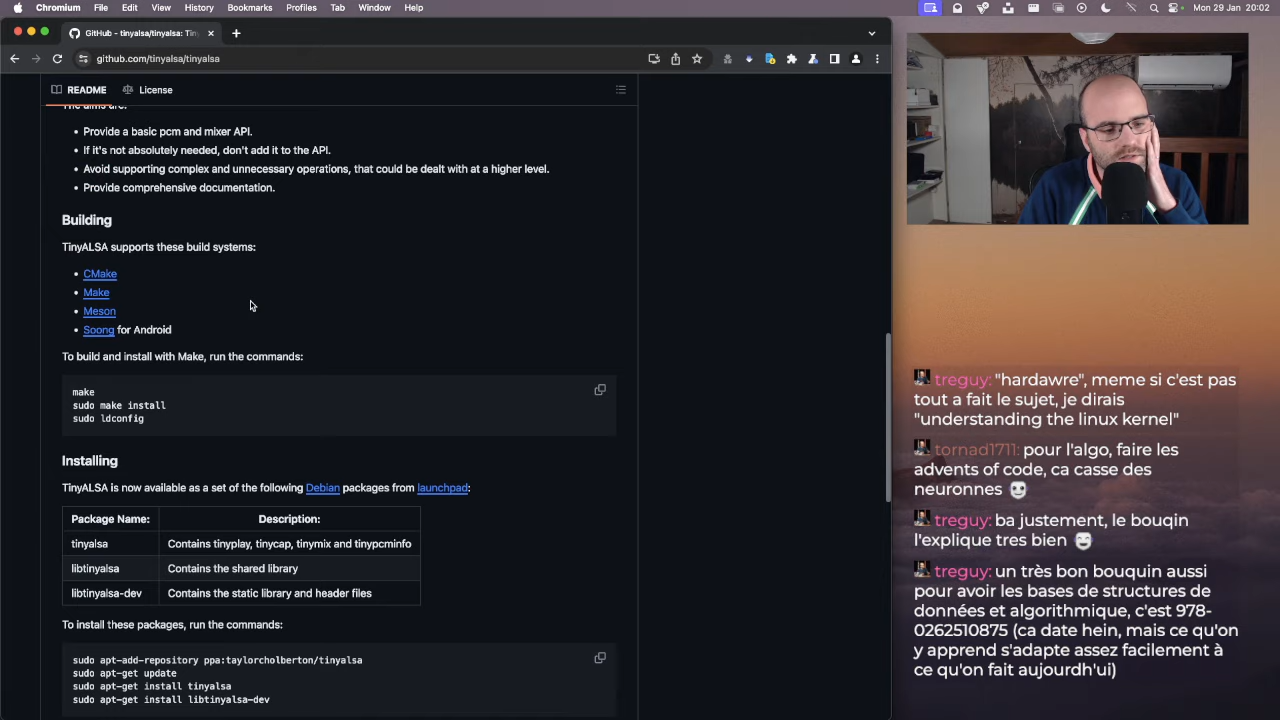 Chromium File Edit View History Bookmarks Profiles Tab Window Help
Mon 29 Jan 20:02
GitHub - tinyalsa/tinyalsa: Tin
github.com/tinyalsa/tinyalsa
README
License
The aims are:
Provide a basic pcm and mixer API.
If it's not absolutely needed, don't add it to the API.
Avoid supporting complex and unnecessary operations, that could be dealt with at a higher level.
Provide comprehensive documentation.
Building
TinyALSA supports these build systems:
CMake
Make
Meson
Soong for Android
To build and install with Make, run the commands:
make
sudo make install
sudo ldconfig
Installing
TinyALSA is now available as a set of the following Debian packages from launchpad:
Package Name: Description:
tinyalsa Contains tinyplay, tinycap, tinymix and tinypcminfo
libtinyalsa Contains the shared library
libtinyalsa-dev Contains the static library and header files
To install these packages, run the commands:
sudo apt-add-repository ppa:taylorcholberton/tinyalsa
sudo apt-get update
sudo apt-get install tinyalsa
sudo apt-get install libtinyalsa-dev
treguy: "hardawre", meme si c'est pas
tout a fait le sujet, je dirais
"understanding the linux kernel"
tornad1711: pour l'algo, faire les
advents of code, ca casse des
neuronnes
treguy: ba justement, le bouqin
l'explique tres bien
treguy: un très bon bouquin aussi
pour avoir les bases de structures de
données et algorithmique, c'est 978-
0262510875 (ca date hein, mais ce qu'on
y apprend s'adapte assez facilement à
ce qu'on fait aujourdh'ui)